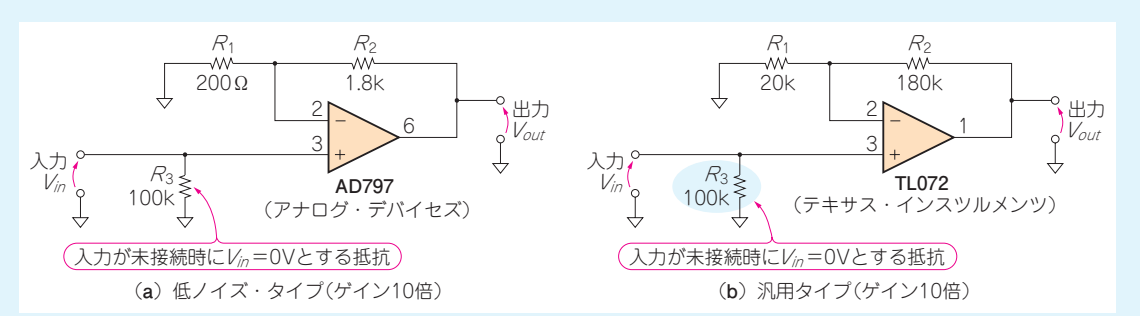 R1
200Ω
R2
1.8k
2
3
6
出力
Vout
入力
Vin
R3
100k
AD797
（アナログ・デバイセズ）
入力が未接続時にVin＝0Vとする抵抗
（a）低ノイズ・タイプ（ゲイン10倍）
R1
20k
R2
180k
2
3
1
出力
Vout
入力
Vin
R3
100k
TL072
（テキサス・インスツルメンツ）
入力が未接続時にVin＝0Vとする抵抗
（b）汎用タイプ（ゲイン10倍）